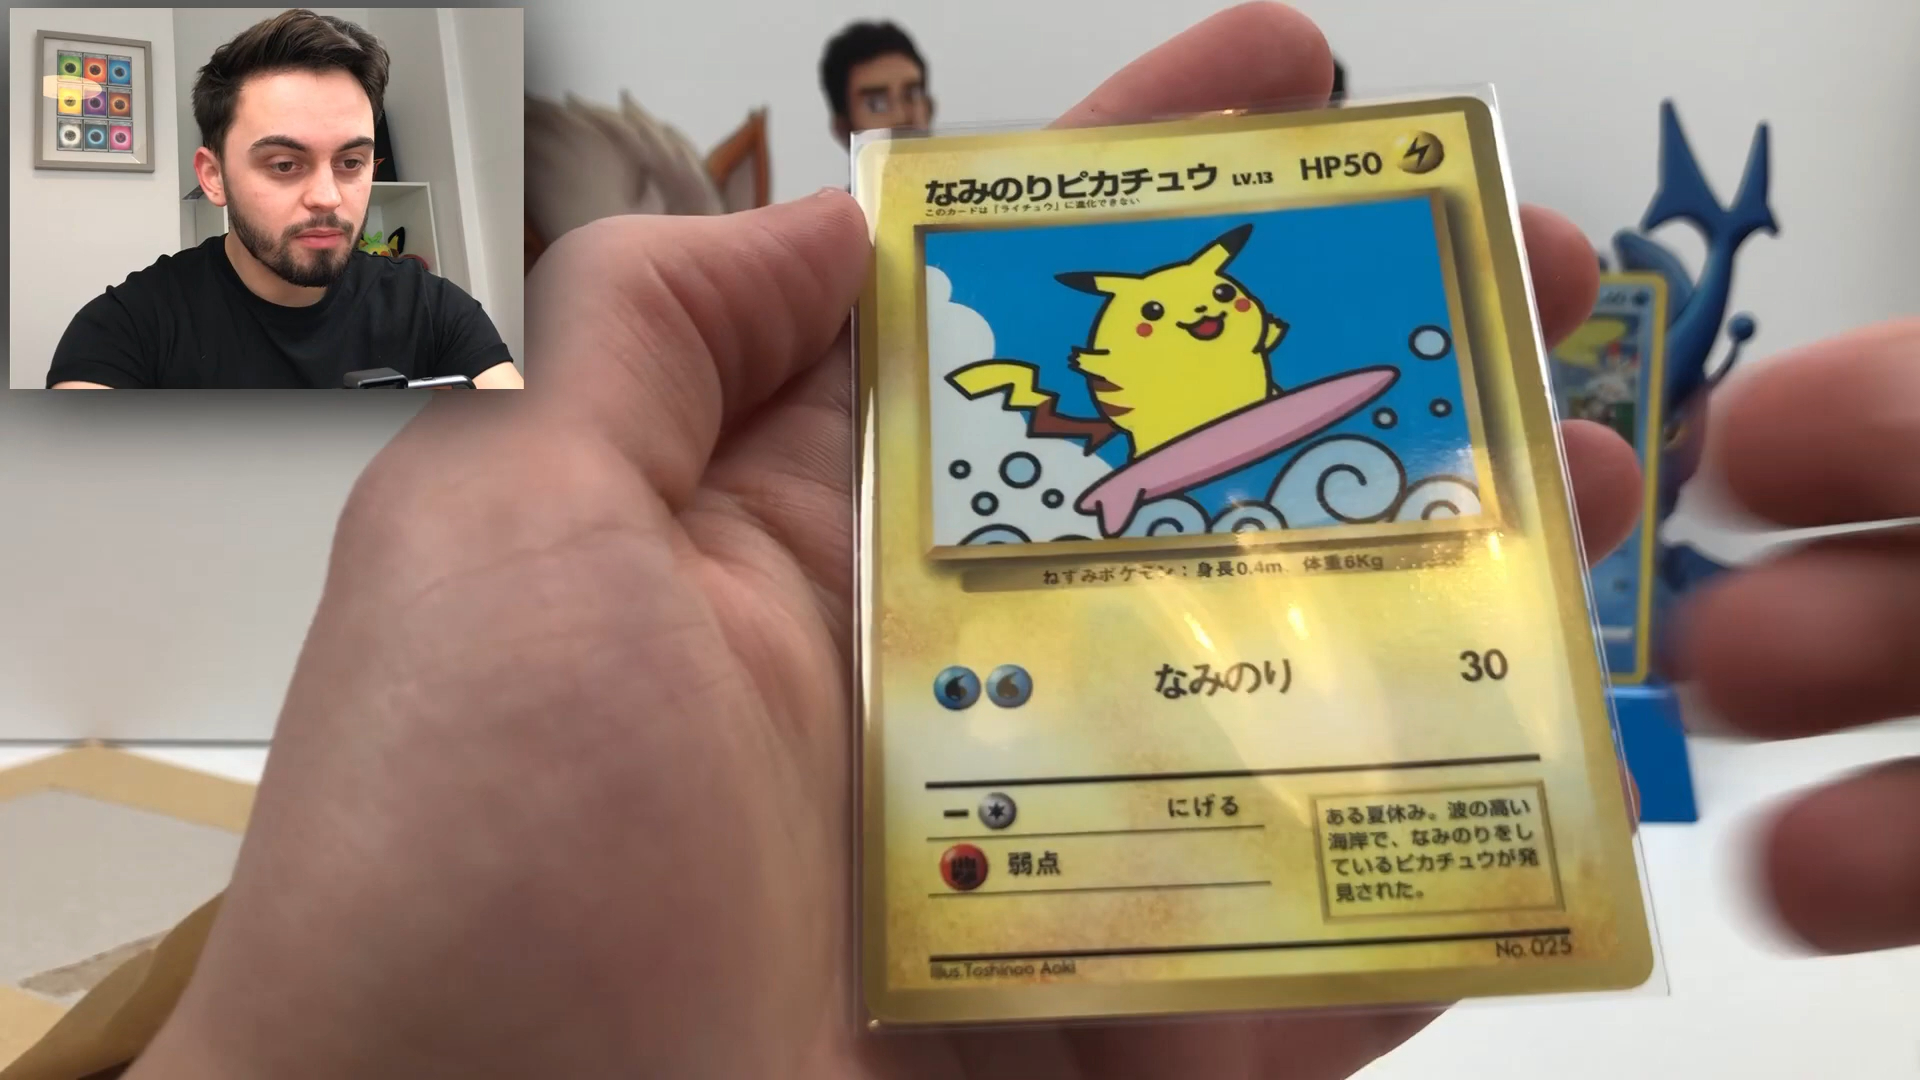 なみのりピカチュウ LV.13 HP50
このカードは「ライチュウ」に進化できない
ねずみポケモン：身長0.4m 体重6Kg
なみのり 30
にげる
弱点
ある夏休み。波の高い
海岸で、なみのりをし
ているピカチュウが発
見された。
No.025
Illus.Toshinao Aoki